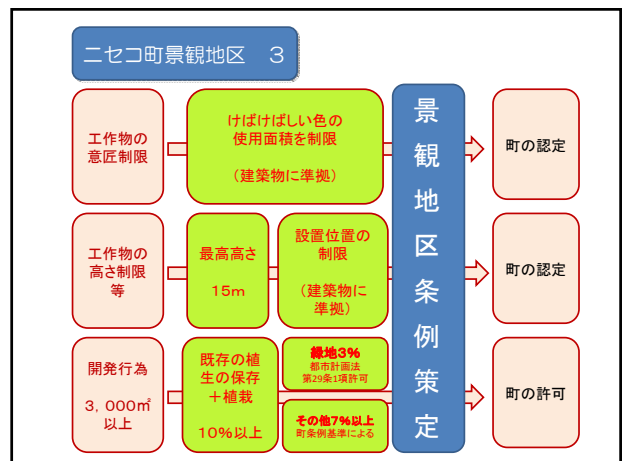 ニセコ町景観地区　３
工作物の
意匠制限
けばけばしい色の
使用面積を制限
（建築物に準拠）
町の認定
工作物の
高さ制限
等
最高高さ
１５ｍ
設置位置の
制限
（建築物に
準拠）
町の認定
開発行為
３，０００㎡
以上
既存の植
生の保存
＋植栽
１０％以上
緑地３％
都市計画法
第29条1項許可
その他７％以上
町条例基準による
町の許可
景観地区条例策定